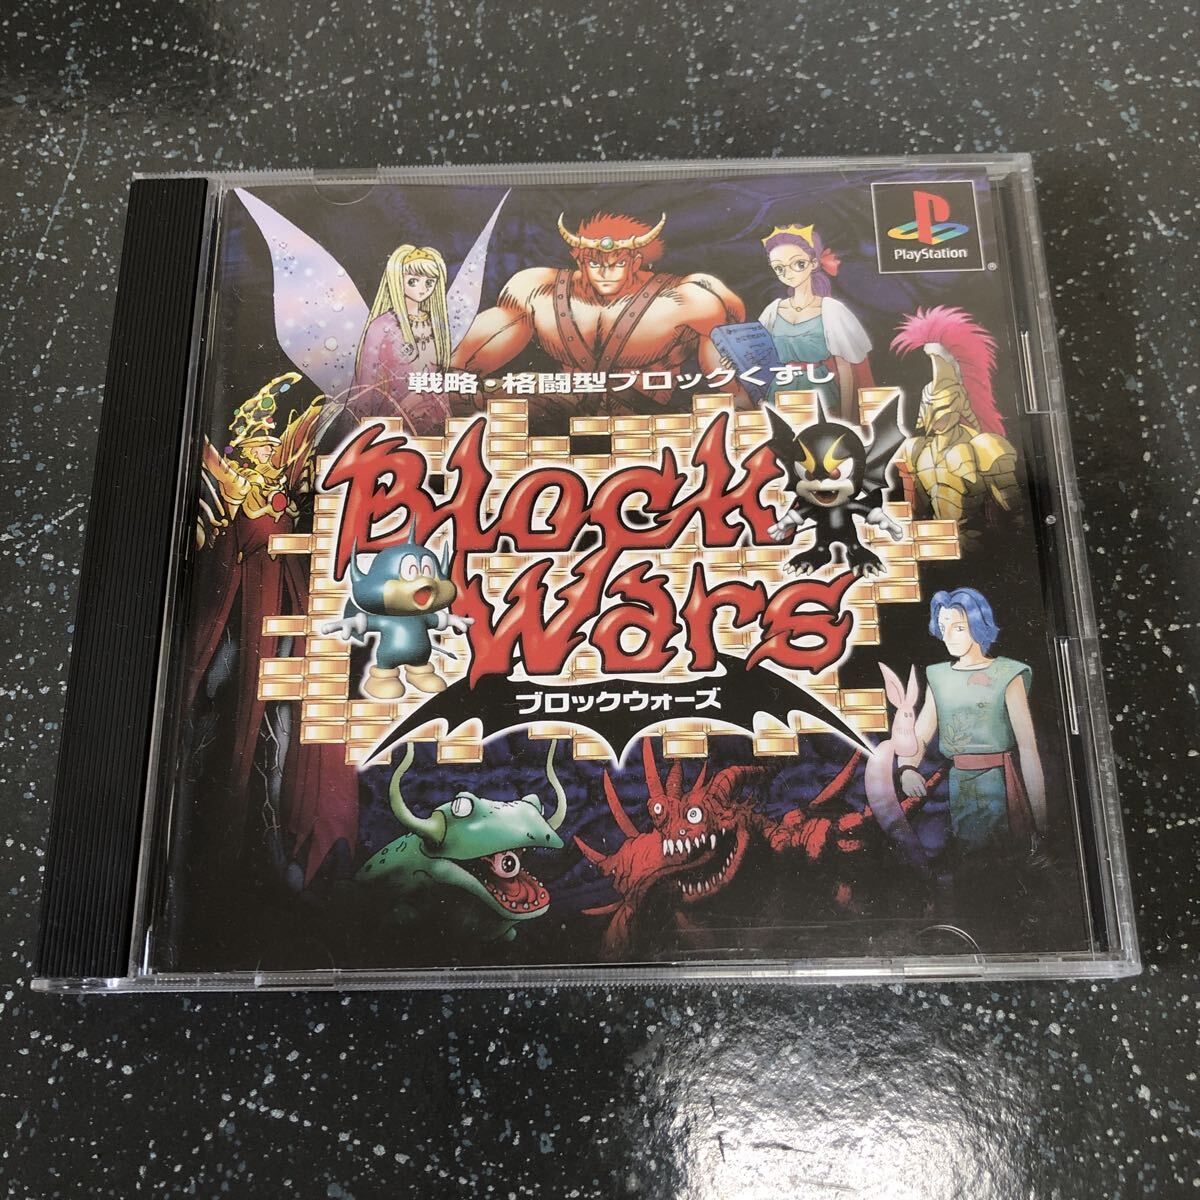 PlayStation
®
戦略・格闘型ブロックくずし
Block
Wars
ブロックウォーズ